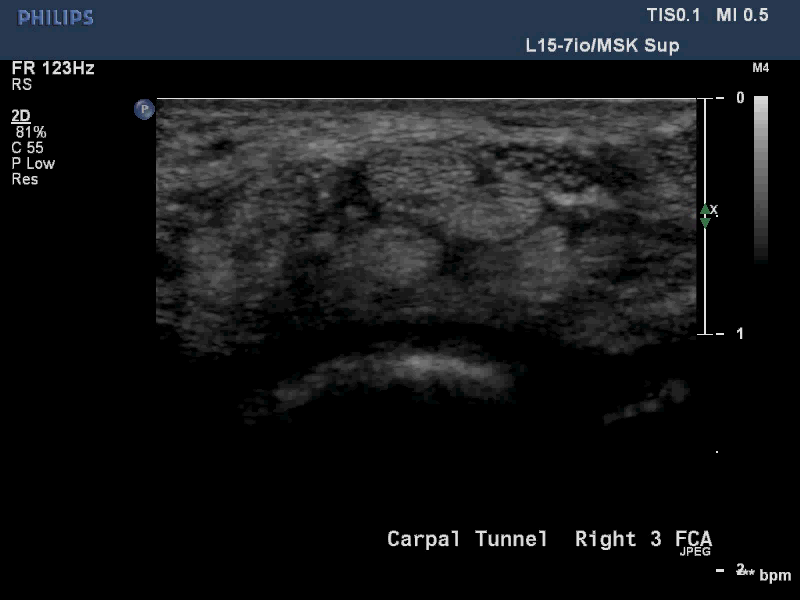 PHILIPS
TIS0.1 MI 0.5
L15-7io/MSK Sup
FR 123Hz
RS
M4
2D
81%
C 55
P Low
Res
P
0
X
1
Carpal Tunnel Right 3 FCA
JPEG
2
*** bpm